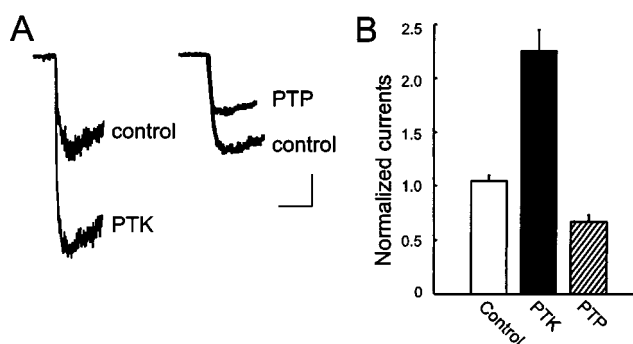 A
control
PTK
PTP
control
B
Normalized currents
2.5
2.0
1.5
1.0
0.5
0
Control
PTK
PTP